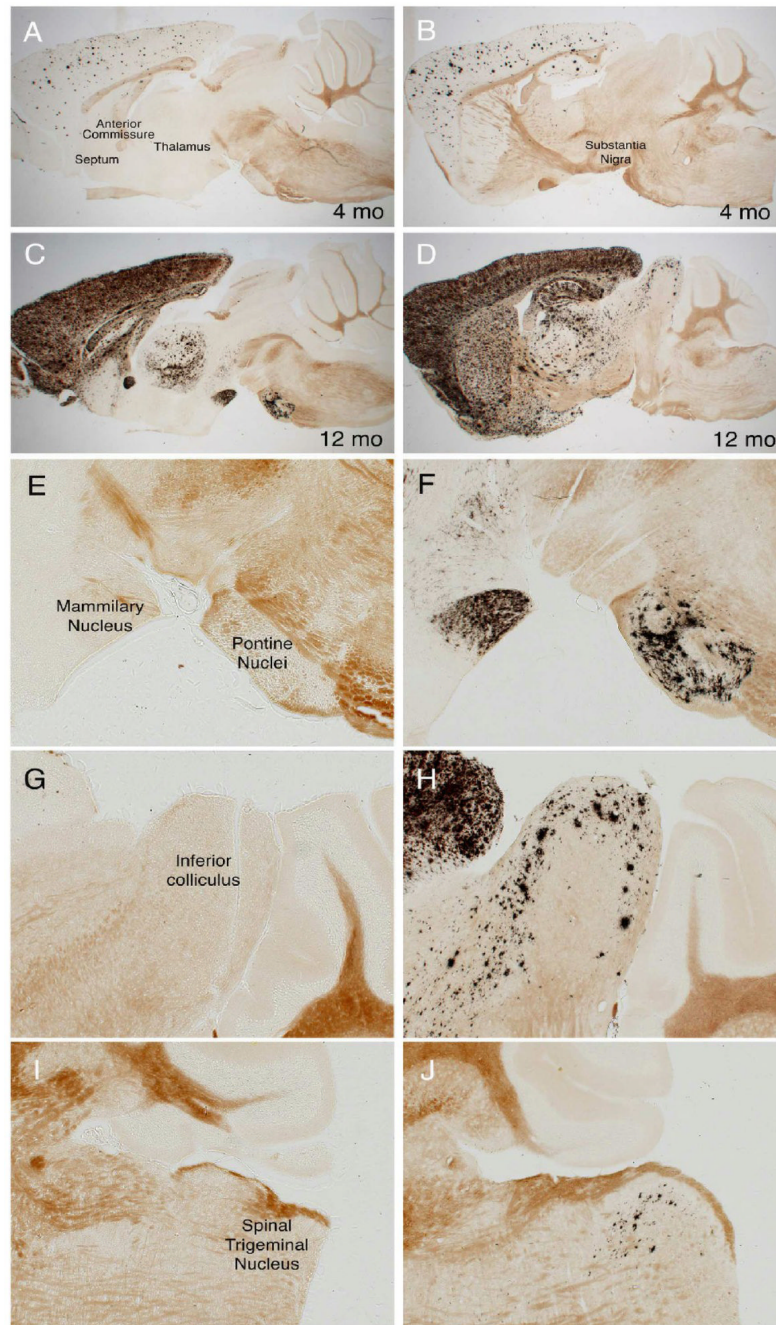 A
B
Anterior
Commissure
Septum
Thalamus
4 mo
Substantia
Nigra
4 mo
C
D
12 mo
12 mo
E
F
Mammilary
Nucleus
Pontine
Nuclei
G
H
Inferior
colliculus
I
J
Spinal
Trigeminal
Nucleus